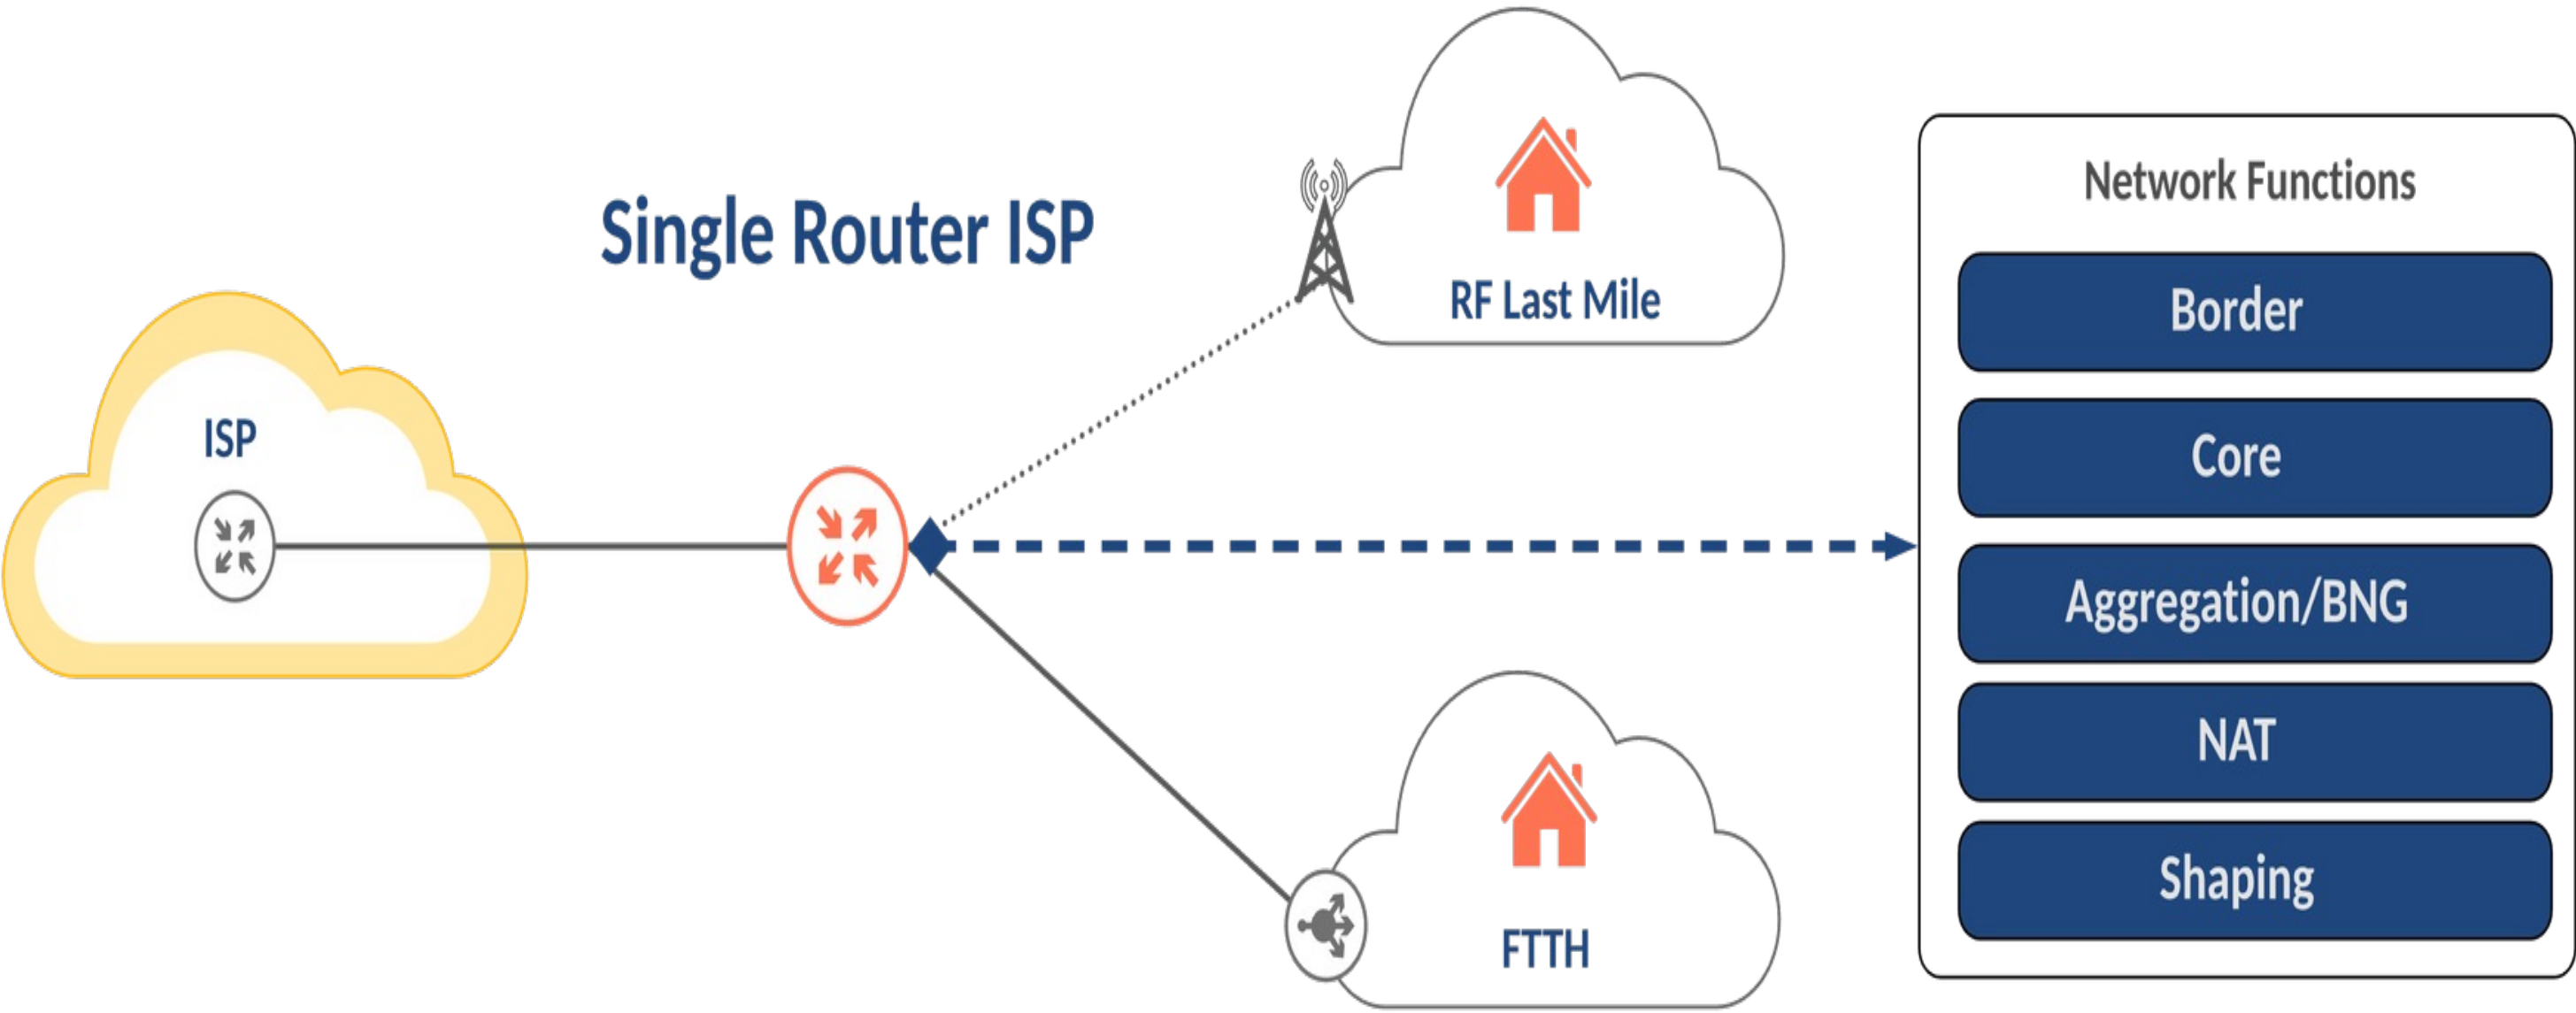 Single Router ISP
ISP
RF Last Mile
FTTH
Network Functions
Border
Core
Aggregation/BNG
NAT
Shaping